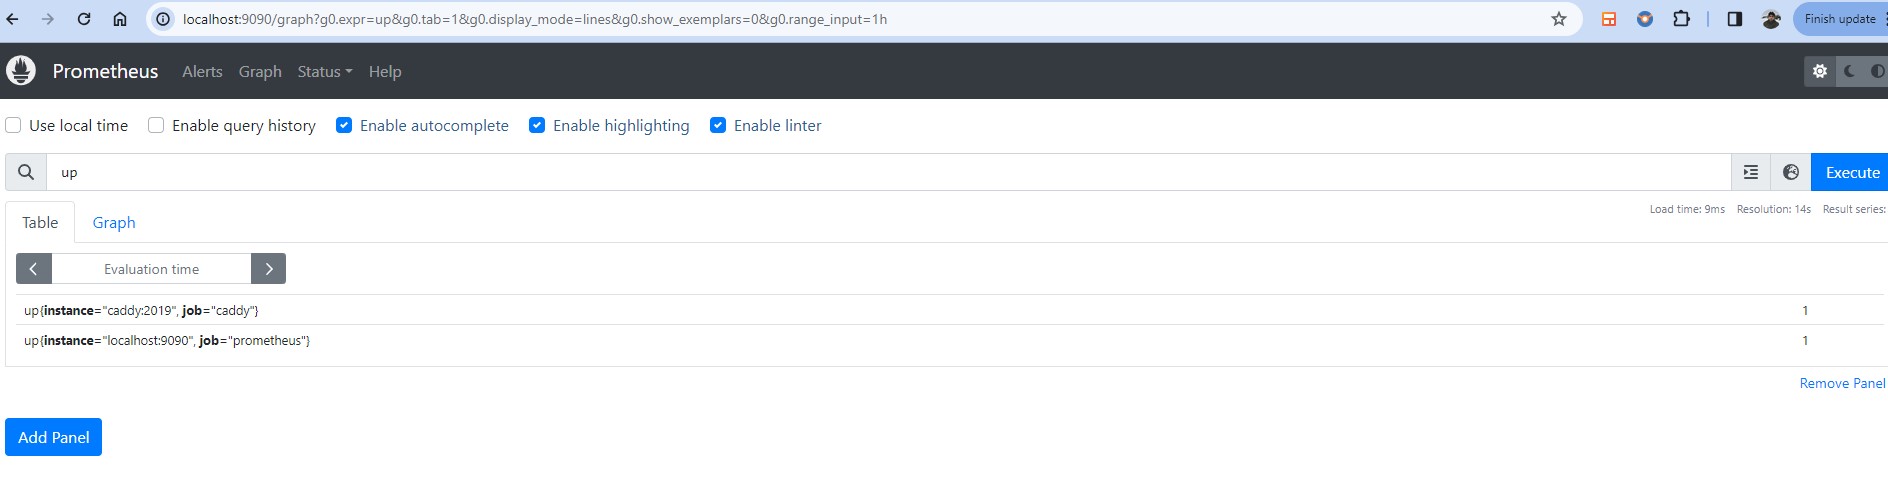 localhost:9090/graph?g0.expr=up&g0.tab=1&g0.display_mode=lines&g0.show_exemplars=0&g0.range_input=1h
Finish update
Prometheus Alerts Graph Status Help
Use local time Enable query history Enable autocomplete Enable highlighting Enable linter
up Execute
Table Graph Load time: 9ms Resolution: 14s Result series:
Evaluation time
up{instance="caddy:2019", job="caddy"} 1
up{instance="localhost:9090", job="prometheus"} 1
Remove Panel
Add Panel